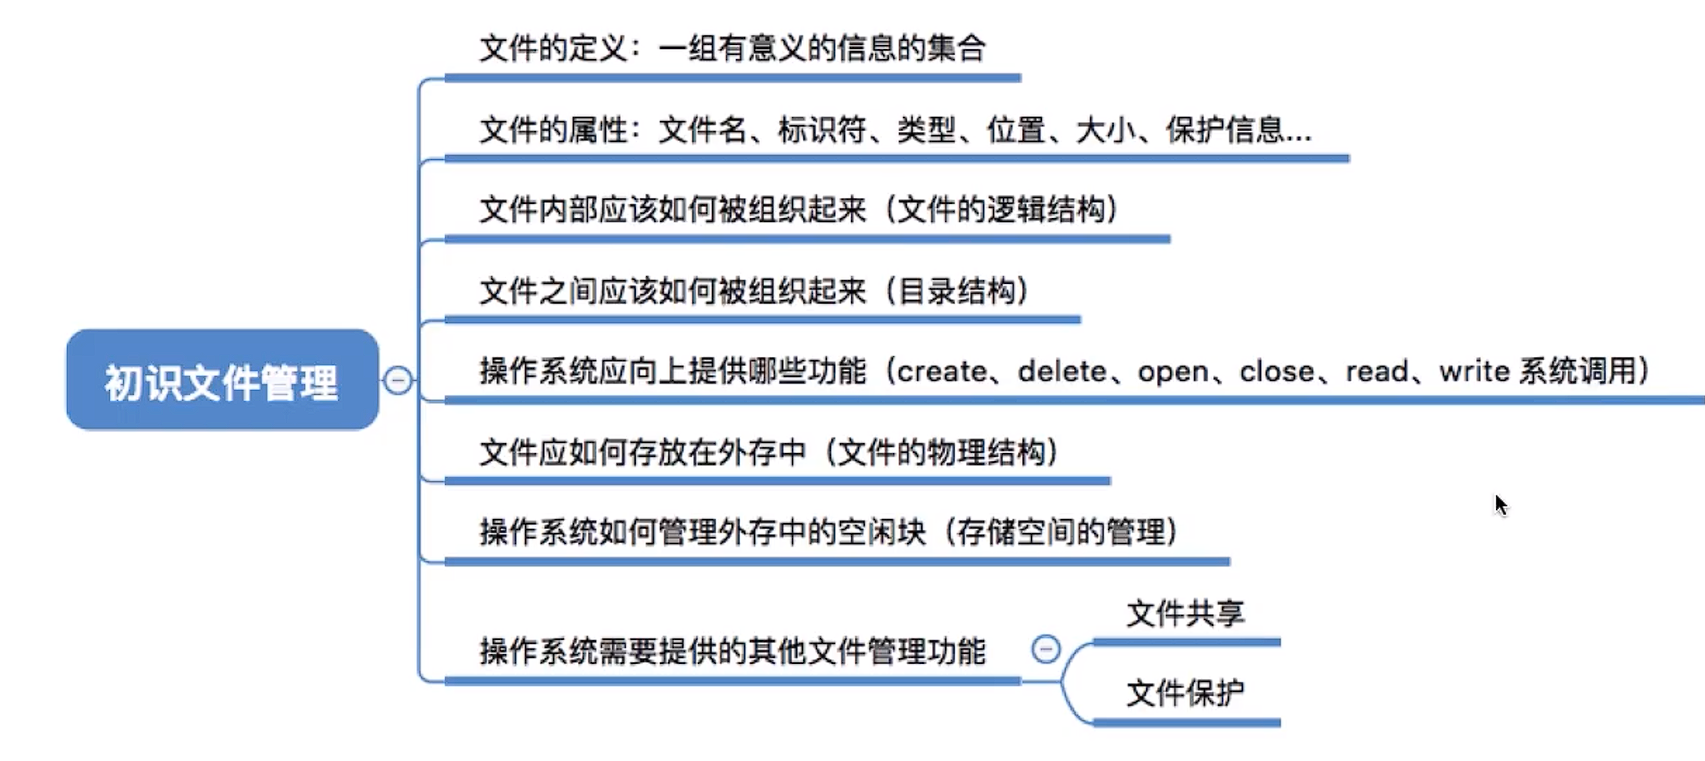 文件的定义：一组有意义的信息的集合
文件的属性：文件名、标识符、类型、位置、大小、保护信息...
文件内部应该如何被组织起来（文件的逻辑结构）
文件之间应该如何被组织起来（目录结构）
初识文件管理
操作系统应向上提供哪些功能（create、delete、open、close、read、write 系统调用）
文件应如何存放在外存中（文件的物理结构）
操作系统如何管理外存中的空闲块（存储空间的管理）
操作系统需要提供的其他文件管理功能
文件共享
文件保护